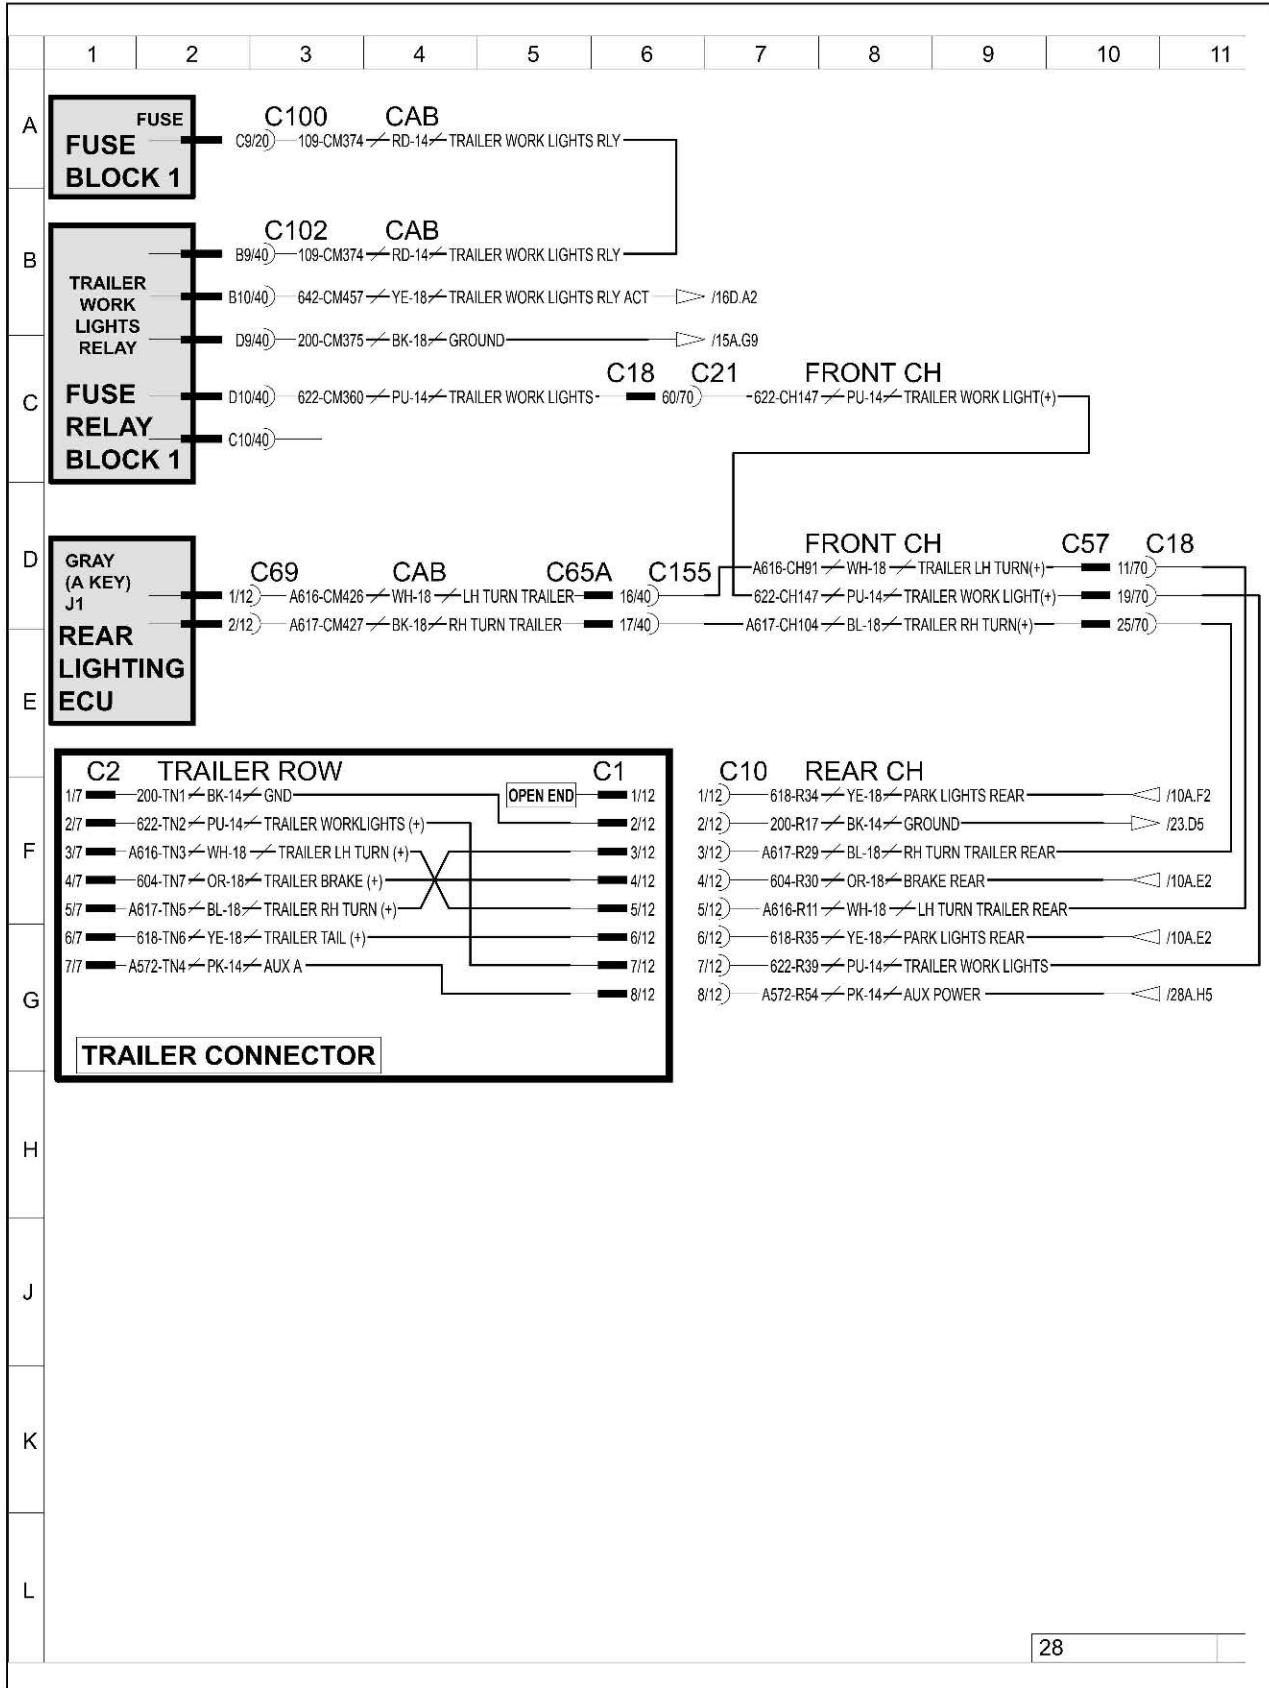 1 2 3 4 5 6 7 8 9 10 11
A
FUSE
FUSE
BLOCK 1
C100 CAB
C9/20 109-CM374 RD-14 TRAILER WORK LIGHTS RLY
B
C102 CAB
B9/40 109-CM374 RD-14 TRAILER WORK LIGHTS RLY
TRAILER
WORK
LIGHTS
RELAY
B10/40 642-CM457 YE-18 TRAILER WORK LIGHTS RLY ACT /16D.A2
D9/40 200-CM375 BK-18 GROUND /15A.G9
C18 C21 FRONT CH
C
FUSE
RELAY
BLOCK 1
D10/40 622-CM360 PU-14 TRAILER WORK LIGHTS 60/70 622-CH147 PU-14 TRAILER WORK LIGHT(+)
C10/40
D
GRAY
(A KEY)
J1
REAR
LIGHTING
ECU
FRONT CH C57 C18
C69 CAB C65A C155
A616-CH91 WH-18 TRAILER LH TURN(+) 11/70
1/12 A616-CM426 WH-18 LH TURN TRAILER 16/40 622-CH147 PU-14 TRAILER WORK LIGHT(+) 19/70
2/12 A617-CM427 BK-18 RH TURN TRAILER 17/40 A617-CH104 BL-18 TRAILER RH TURN(+) 25/70
E
C2 TRAILER ROW C1 C10 REAR CH
1/7 200-TN1 BK-14 GND OPEN END 1/12 1/12 618-R34 YE-18 PARK LIGHTS REAR /10A.F2
2/7 622-TN2 PU-14 TRAILER WORKLIGHTS (+) 2/12 2/12 200-R17 BK-14 GROUND /23.D5
F
3/7 A616-TN3 WH-18 TRAILER LH TURN (+) 3/12 3/12 A617-R29 BL-18 RH TURN TRAILER REAR
4/7 604-TN7 OR-18 TRAILER BRAKE (+) 4/12 4/12 604-R30 OR-18 BRAKE REAR /10A.E2
5/7 A617-TN5 BL-18 TRAILER RH TURN (+) 5/12 5/12 A616-R11 WH-18 LH TURN TRAILER REAR
6/7 618-TN6 YE-18 TRAILER TAIL (+) 6/12 6/12 618-R35 YE-18 PARK LIGHTS REAR /10A.E2
7/7 A572-TN4 PK-14 AUX A 7/12 7/12 622-R39 PU-14 TRAILER WORK LIGHTS
G
8/12 8/12 A572-R54 PK-14 AUX POWER /28A.H5
TRAILER CONNECTOR
H
J
K
L
28